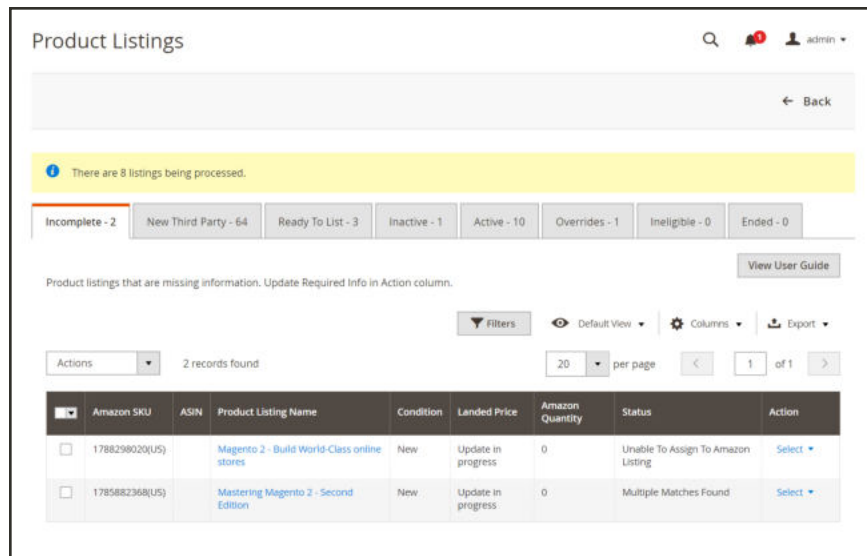 Product Listings
1
admin
Back
There are 8 listings being processed.
Incomplete - 2
New Third Party - 64
Ready To List - 3
Inactive - 1
Active - 10
Overrides - 1
Ineligible - 0
Ended - 0
View User Guide
Product listings that are missing information. Update Required Info in Action column.
Filters
Default View
Columns
Export
Actions
2 records found
20
per page
1
of 1
Amazon SKU
ASIN
Product Listing Name
Condition
Landed Price
Amazon
Quantity
Status
Action
1788298020(US)
Magento 2 - Build World-Class online
stores
New
Update in
progress
0
Unable To Assign To Amazon
Listing
Select
1785882368(US)
Mastering Magento 2 - Second
Edition
New
Update in
progress
0
Multiple Matches Found
Select